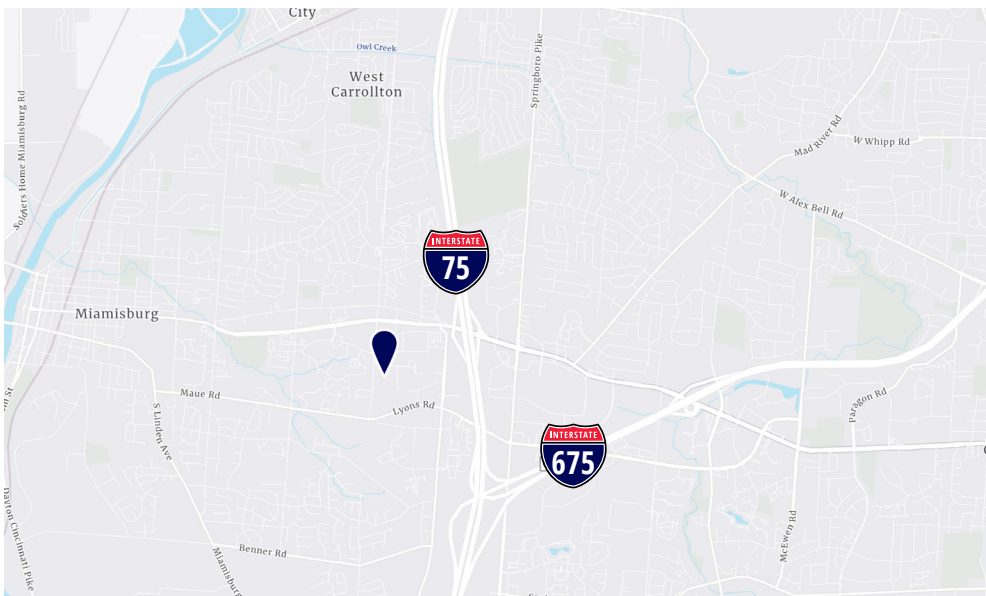 City
Owl Creek
West
Carrollton
Springboro Pike
Soldiers Home Miamisburg Rd
Mad River Rd
W Whipp Rd
W Alex Bell Rd
INTERSTATE
75
Miamisburg
Maue Rd
Lyons Rd
S Linden Ave
Paragon Rd
INTERSTATE
675
McEwen Rd
Benner Rd
Dayton Cincinnati Pike
Miamisburg
St